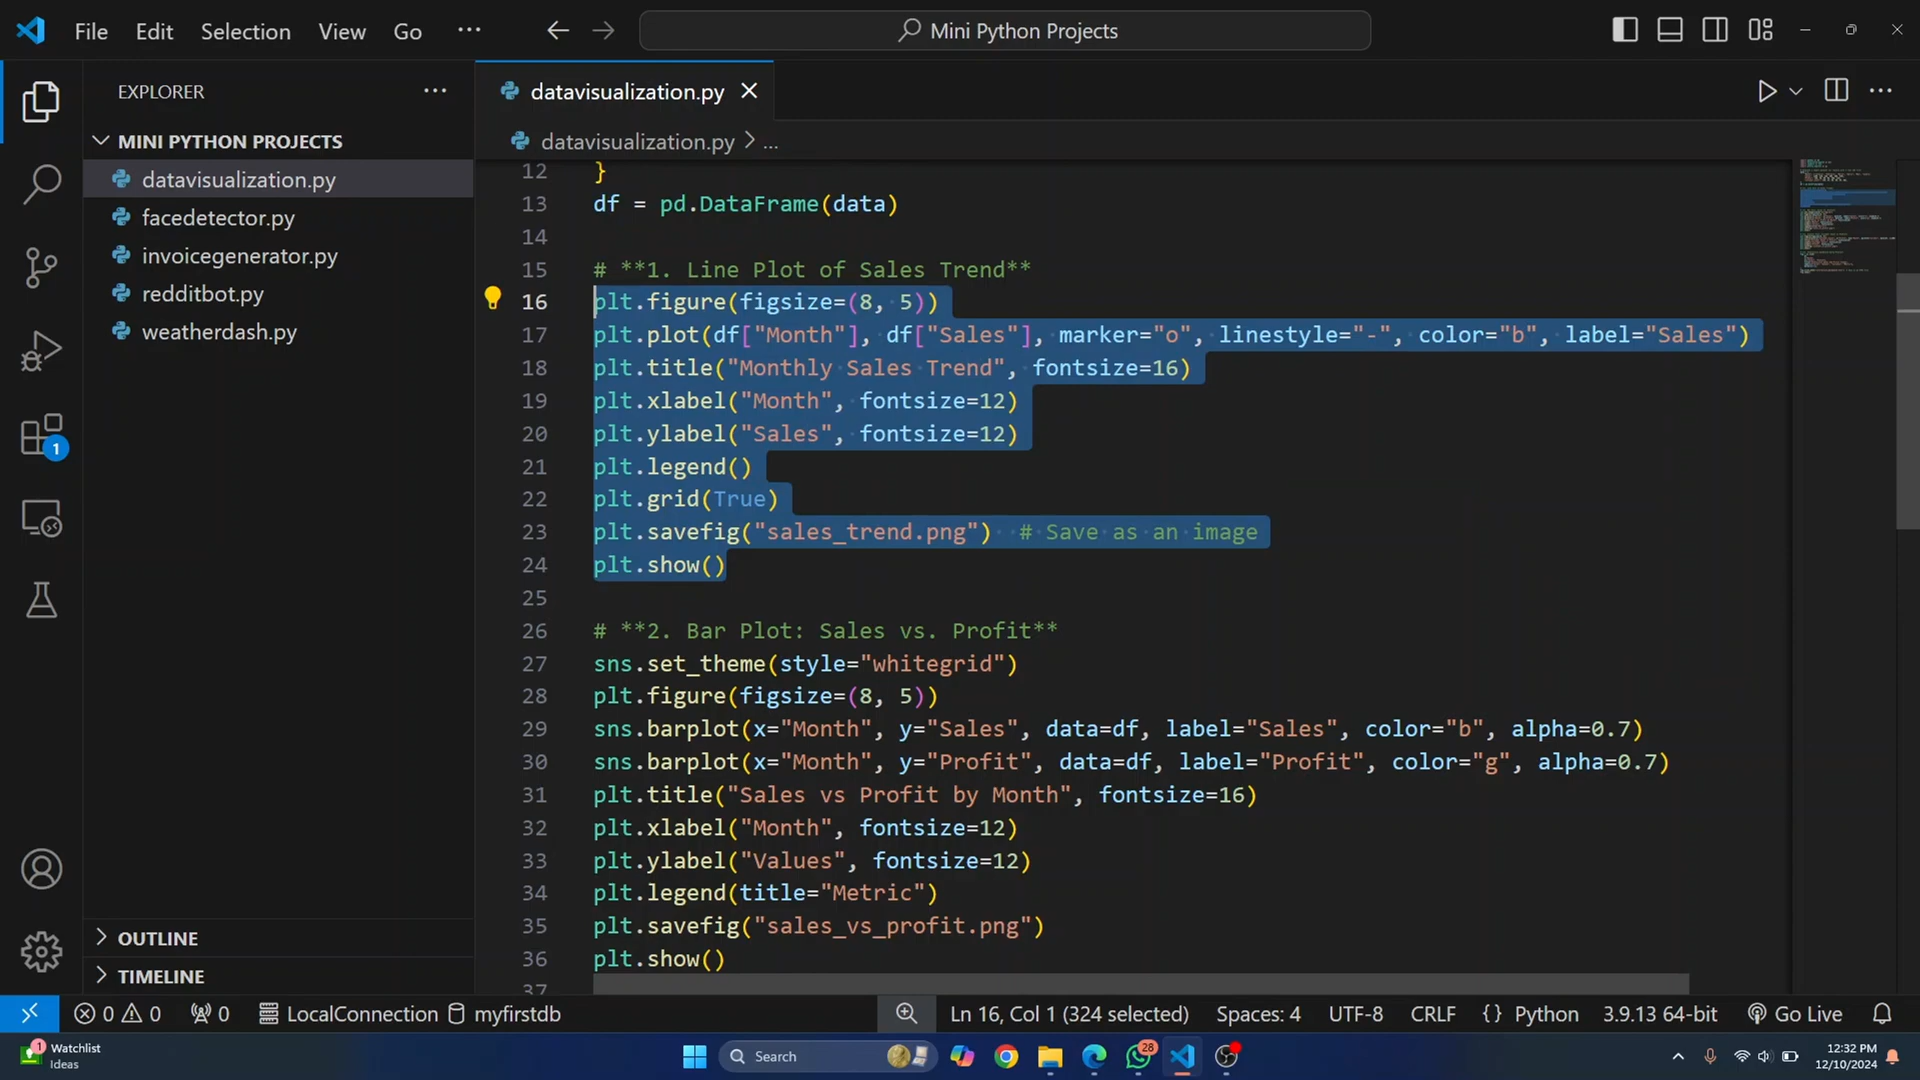 File Edit Selection View Go ··· Mini Python Projects
EXPLORER ···
MINI PYTHON PROJECTS
datavisualization.py
facedetector.py
invoicegenerator.py
redditbot.py
weatherdash.py
1
OUTLINE
TIMELINE
datavisualization.py
datavisualization.py > ...
12 }
13 df = pd.DataFrame(data)
14
15 # **1. Line Plot of Sales Trend**
16 plt.figure(figsize=(8, 5))
17 plt.plot(df["Month"], df["Sales"], marker="o", linestyle="-", color="b", label="Sales")
18 plt.title("Monthly Sales Trend", fontsize=16)
19 plt.xlabel("Month", fontsize=12)
20 plt.ylabel("Sales", fontsize=12)
21 plt.legend()
22 plt.grid(True)
23 plt.savefig("sales_trend.png")  # Save as an image
24 plt.show()
25
26 # **2. Bar Plot: Sales vs. Profit**
27 sns.set_theme(style="whitegrid")
28 plt.figure(figsize=(8, 5))
29 sns.barplot(x="Month", y="Sales", data=df, label="Sales", color="b", alpha=0.7)
30 sns.barplot(x="Month", y="Profit", data=df, label="Profit", color="g", alpha=0.7)
31 plt.title("Sales vs Profit by Month", fontsize=16)
32 plt.xlabel("Month", fontsize=12)
33 plt.ylabel("Values", fontsize=12)
34 plt.legend(title="Metric")
35 plt.savefig("sales_vs_profit.png")
36 plt.show()
37
0 0 0 LocalConnection myfirstdb Ln 16, Col 1 (324 selected) Spaces: 4 UTF-8 CRLF {} Python 3.9.13 64-bit Go Live
1 Watchlist
Ideas
Search
28
12:32 PM
12/10/2024